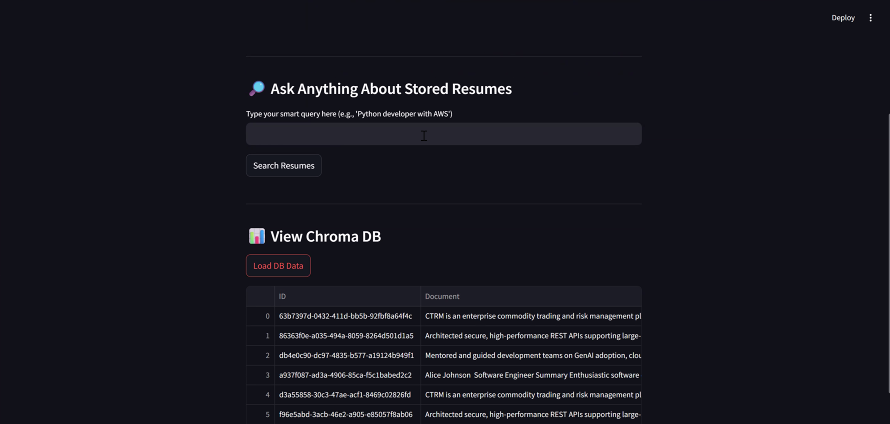 Deploy
Ask Anything About Stored Resumes
Type your smart query here (e.g., 'Python developer with AWS')
Search Resumes
View Chroma DB
Load DB Data
ID Document
0 63b7397d-0432-411d-bb5b-92fbf8a64f4c CTRM is an enterprise commodity trading and risk management pl
1 86363f0e-a035-494a-8059-8264d501d1a5 Architected secure, high-performance REST APIs supporting large-
2 db4e0c90-dc97-4835-b577-a19124b949f1 Mentored and guided development teams on GenAI adoption, clou
3 a937f087-ad3a-4906-85ca-f5c1babed2c2 Alice Johnson Software Engineer Summary Enthusiastic software
4 d3a55858-30c3-47ae-acf1-8469c02826fd CTRM is an enterprise commodity trading and risk management pl
5 f96e5abd-3acb-46e2-a905-e85057f8ab06 Architected secure, high-performance REST APIs supporting large-